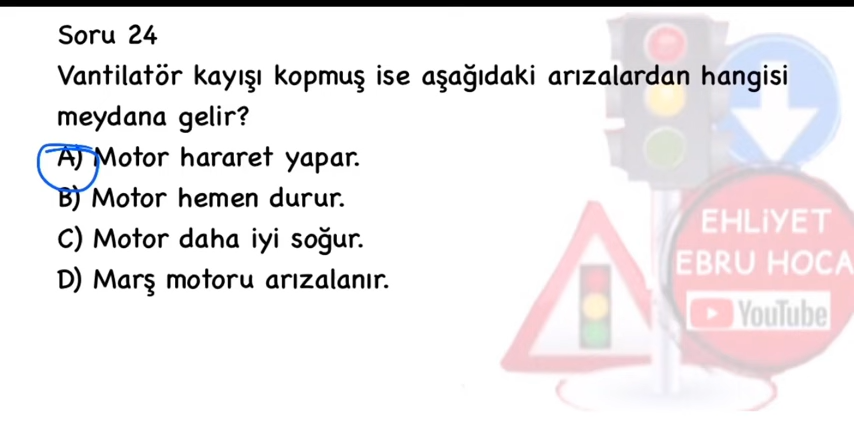 Soru 24
Vantilatör kayışı kopmuş ise aşağıdaki arızalardan hangisi
meydana gelir?
A) Motor hararet yapar.
B) Motor hemen durur.
C) Motor daha iyi soğur.
D) Marş motoru arızalanır.
EHLİYET
EBRU HOCA
YouTube